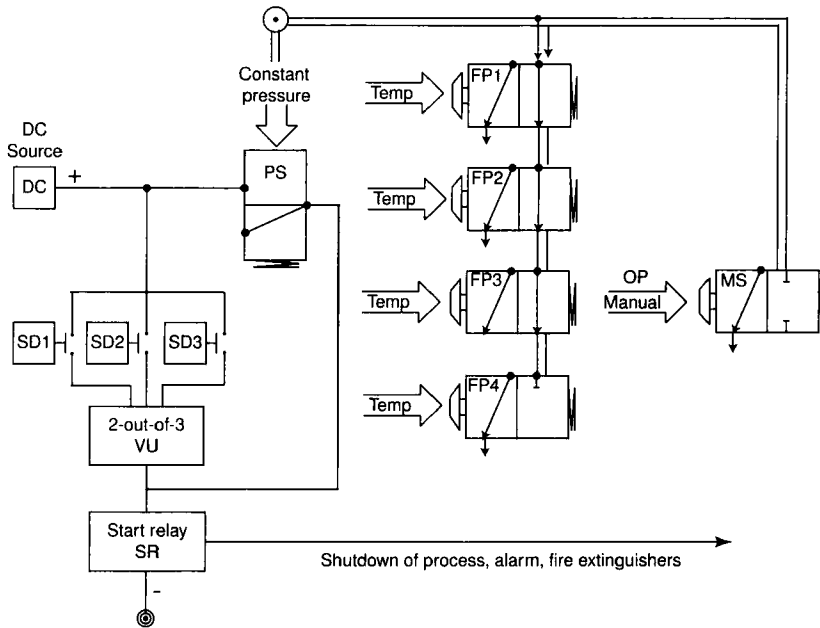 Constant
pressure
DC
Source
DC
+
PS
Temp
FP1
Temp
FP2
Temp
FP3
Temp
FP4
OP
Manual
MS
SD1
SD2
SD3
2-out-of-3
VU
Start relay
SR
Shutdown of process, alarm, fire extinguishers
-